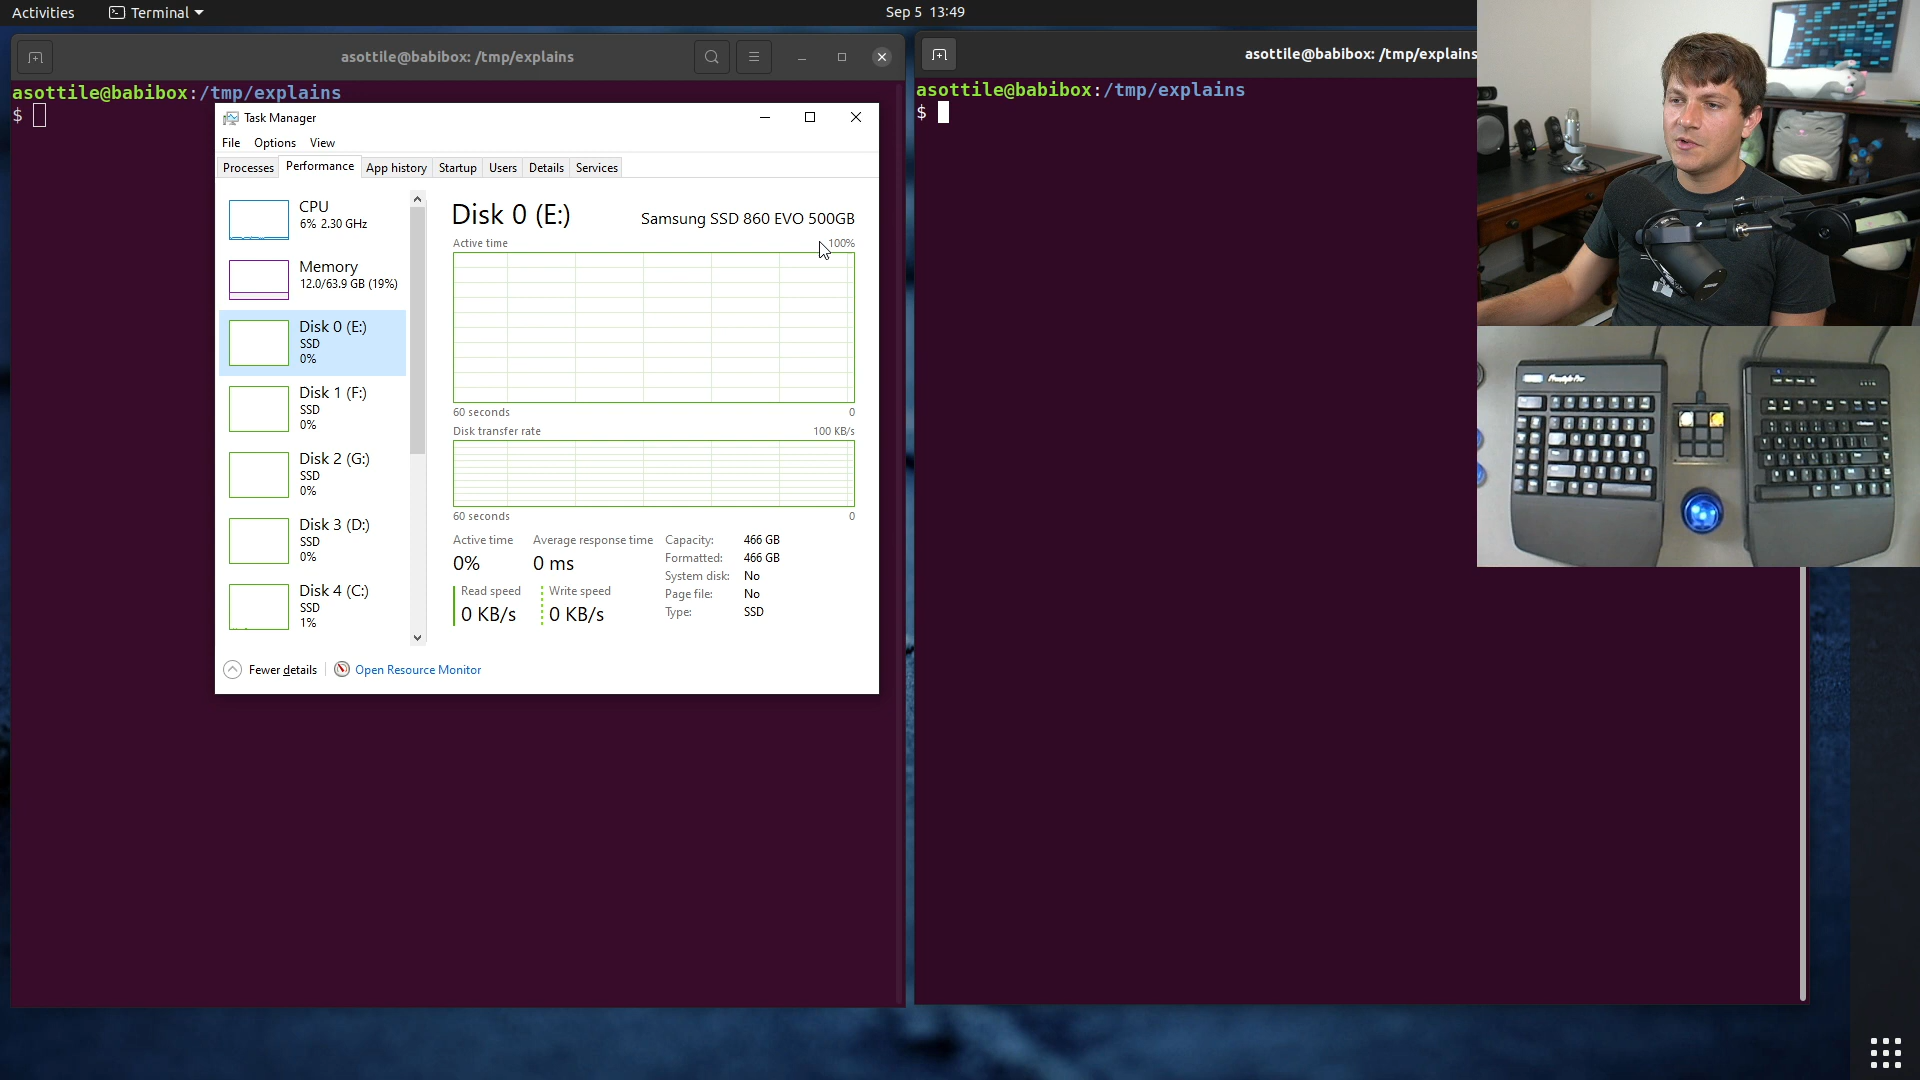 Activities
Terminal
Sep 5 13:49
asottile@babibox: /tmp/explains
asottile@babibox:/tmp/explains
$
Task Manager
File Options View
Processes Performance App history Startup Users Details Services
CPU
6% 2.30 GHz
Memory
12.0/63.9 GB (19%)
Disk 0 (E:)
SSD
0%
Disk 1 (F:)
SSD
0%
Disk 2 (G:)
SSD
0%
Disk 3 (D:)
SSD
0%
Disk 4 (C:)
SSD
1%
Disk 0 (E:) Samsung SSD 860 EVO 500GB
Active time 100%
60 seconds 0
Disk transfer rate 100 KB/s
60 seconds 0
Active time Average response time
0% 0 ms
Read speed Write speed
0 KB/s 0 KB/s
Capacity: 466 GB
Formatted: 466 GB
System disk: No
Page file: No
Type: SSD
Fewer details Open Resource Monitor
asottile@babibox: /tmp/explains
asottile@babibox:/tmp/explains
$